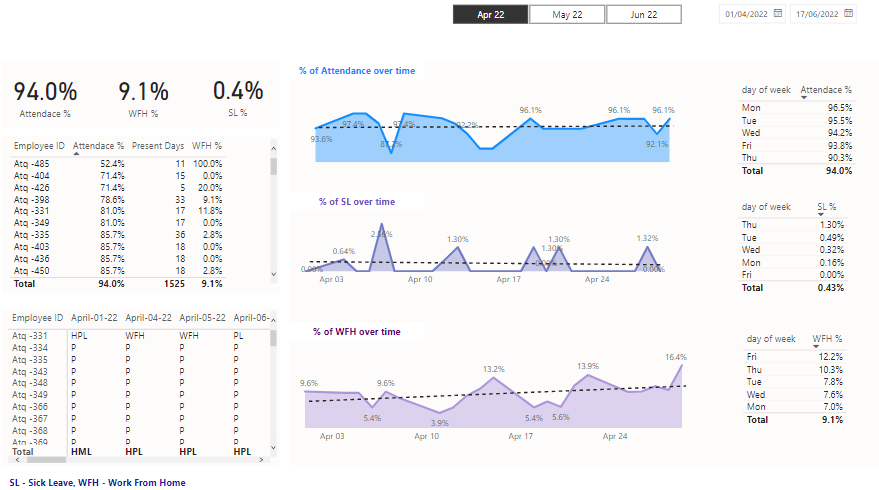 Apr 22 May 22 Jun 22 01/04/2022 17/06/2022
94.0% 9.1% 0.4%
Attendace % WFH % SL %
Employee ID Attendace % Present Days WFH %
Atq -485 52.4% 11 100.0%
Atq -404 71.4% 15 0.0%
Atq -426 71.4% 5 20.0%
Atq -398 78.6% 33 9.1%
Atq -331 81.0% 17 11.8%
Atq -349 81.0% 17 0.0%
Atq -335 85.7% 36 2.8%
Atq -403 85.7% 18 0.0%
Atq -436 85.7% 18 0.0%
Atq -450 85.7% 18 2.8%
Total 94.0% 1525 9.1%
Employee ID April-01-22 April-04-22 April-05-22 April-06-
Atq -331 HPL WFH WFH PL
Atq -334 P P P P
Atq -335 P P P P
Atq -343 P P P P
Atq -348 P P P P
Atq -349 P P P P
Atq -366 P P P P
Atq -367 P P P P
Atq -368 P P P P
Atq -369 P P P P
Total HML HPL HPL HPL
% of Attendance over time
96.1% 96.1% 96.1%
97.4% 97.4% 92.2%
93.6% 92.1%
% of SL over time
1.30% 1.30% 1.32%
0.64% 1.30%
0.00% 0.00%
Apr 03 Apr 10 Apr 17 Apr 24
% of WFH over time
16.4%
13.2% 13.9%
9.6% 9.6%
5.4% 3.9% 5.4% 5.6%
Apr 03 Apr 10 Apr 17 Apr 24
day of week Attendace %
Mon 96.5%
Tue 95.5%
Wed 94.2%
Fri 93.8%
Thu 90.3%
Total 94.0%
day of week SL %
Thu 1.30%
Tue 0.49%
Wed 0.32%
Mon 0.16%
Fri 0.00%
Total 0.43%
day of week WFH %
Fri 12.2%
Thu 10.3%
Tue 7.8%
Wed 7.6%
Mon 7.0%
Total 9.1%
SL - Sick Leave, WFH - Work From Home